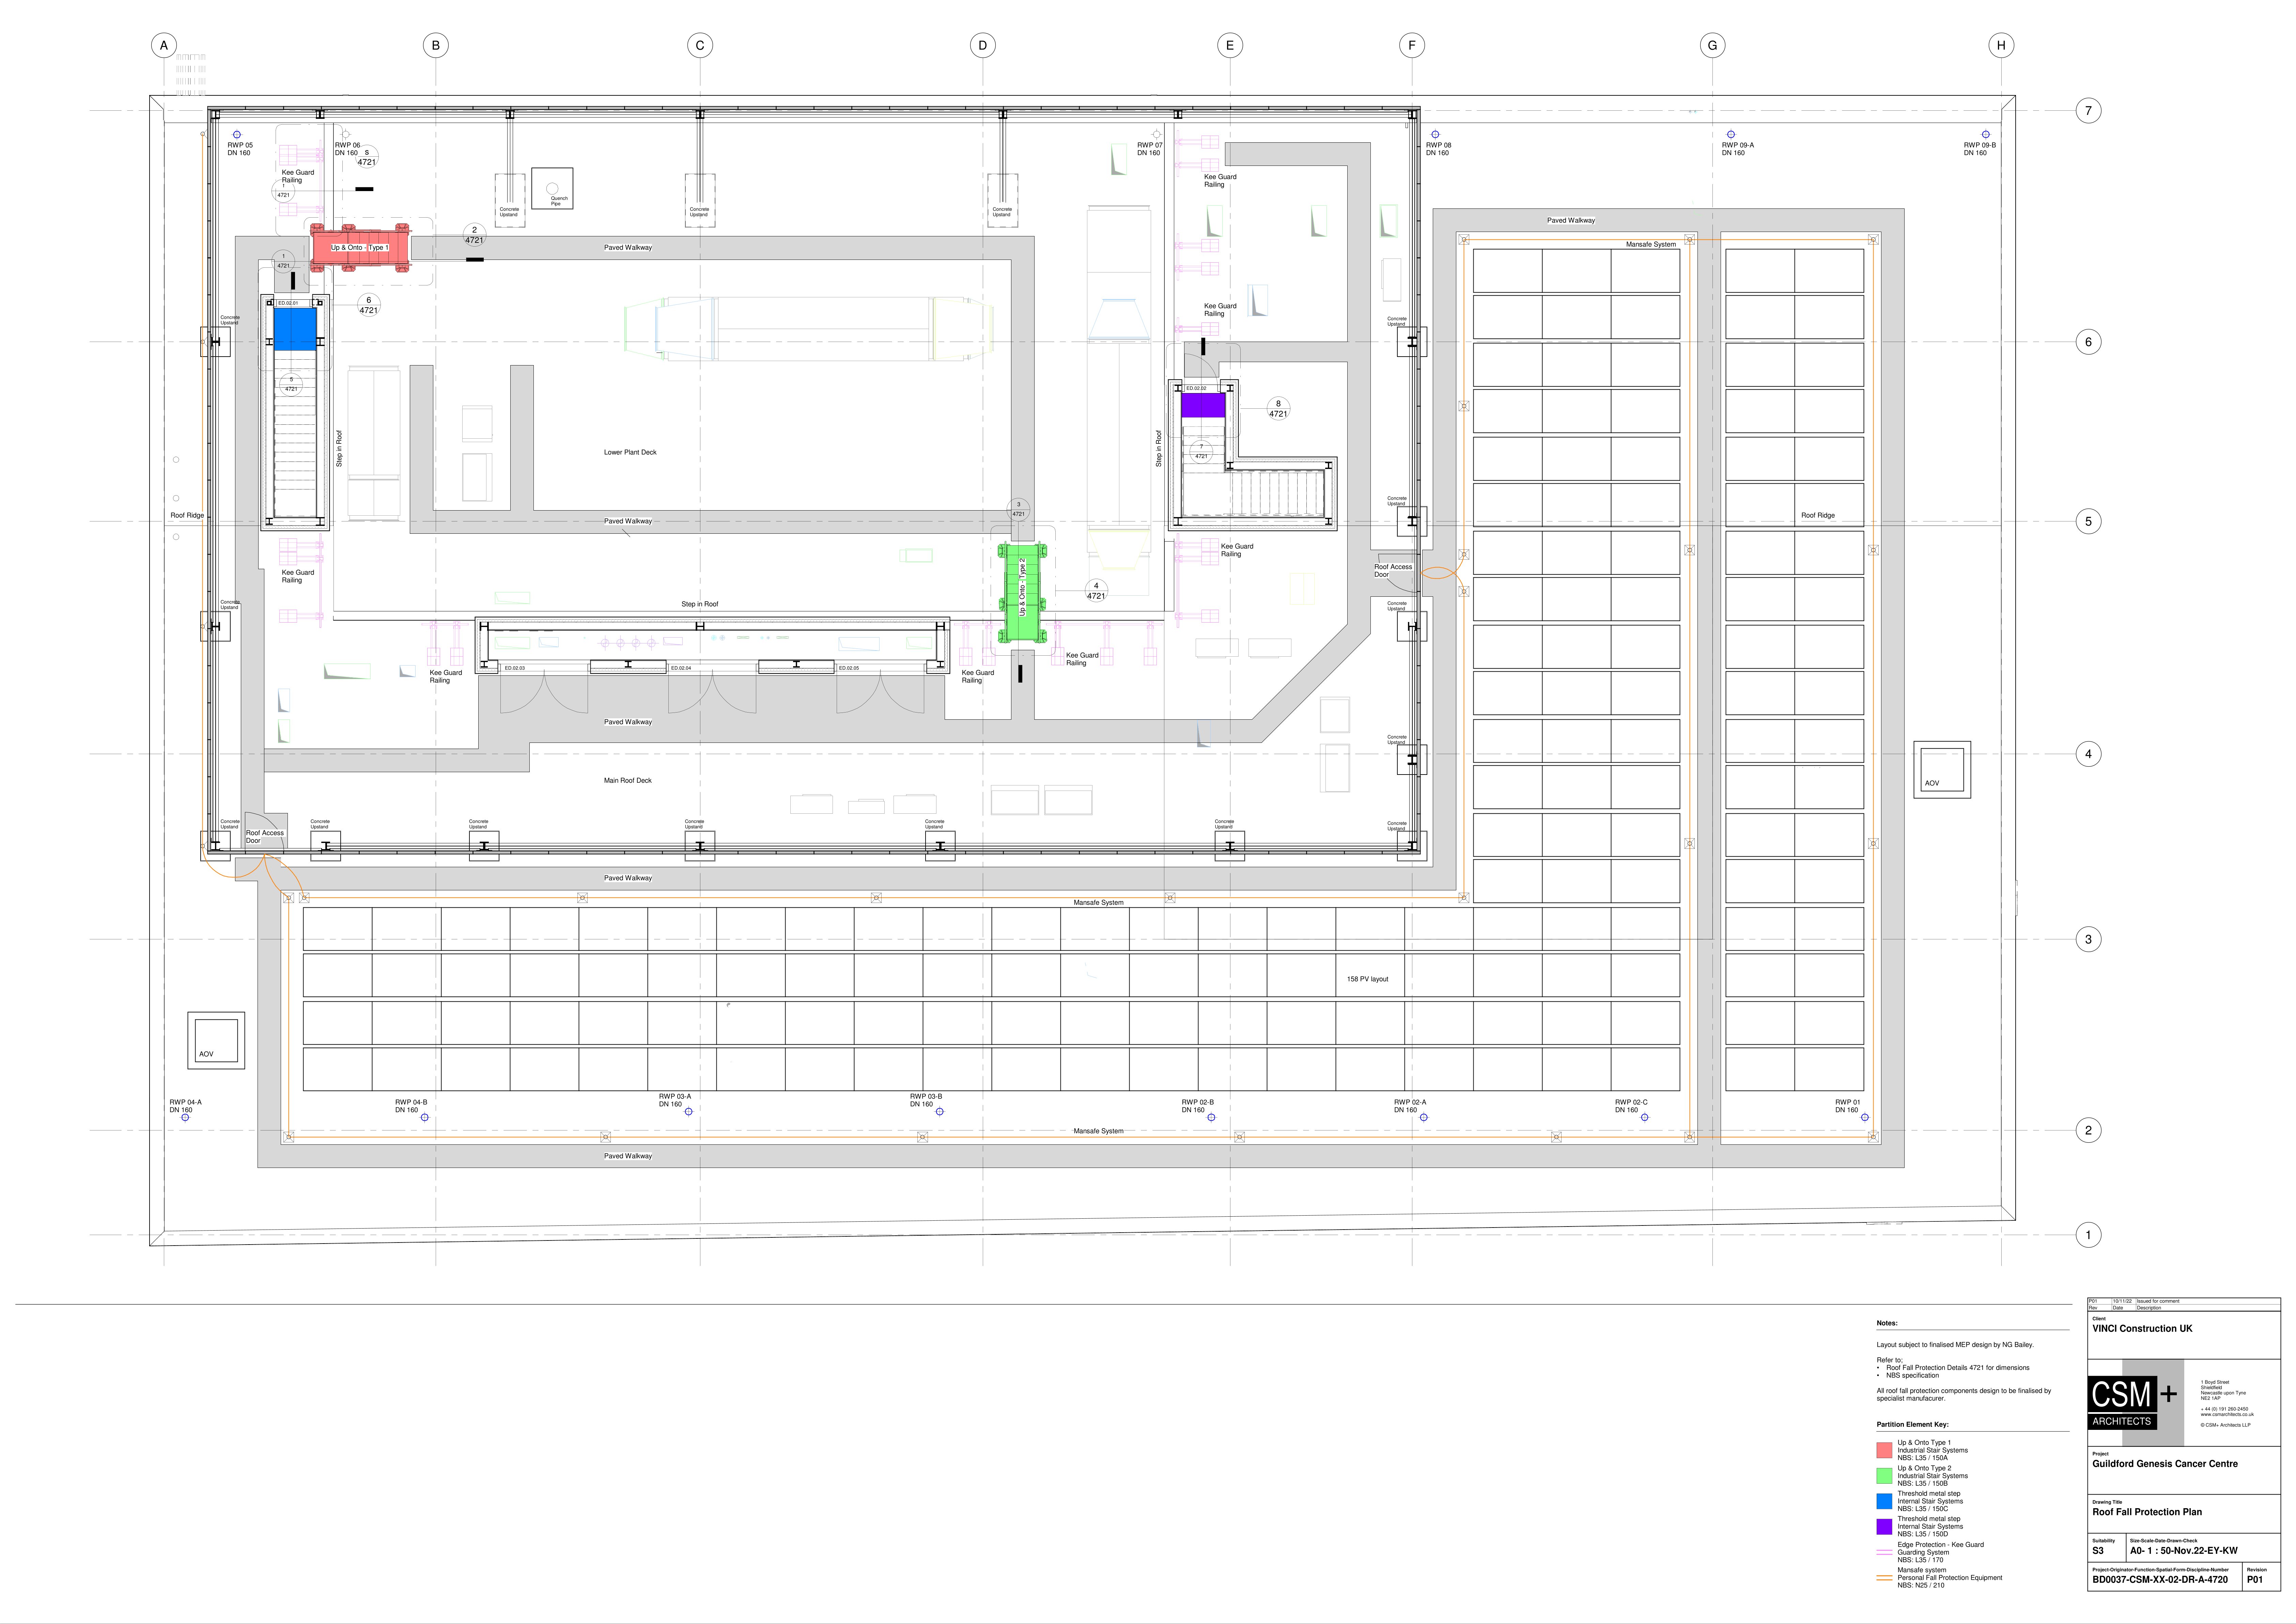 A
B
C
D
E
F
G
H
7
6
5
4
3
2
1
RWP 05
DN 160
RWP 06
DN 160
4721
Kee Guard
Railing
1
4721
Concrete
Upstand
Quench
Pipe
Concrete
Upstand
Concrete
Upstand
RWP 07
DN 160
Kee Guard
Railing
RWP 08
DN 160
RWP 09-A
DN 160
RWP 09-B
DN 160
Up & Onto - Type 1
2
4721
Paved Walkway
Paved Walkway
Mansafe System
1
4721
ED.02.01
6
4721
Concrete
Upstand
Kee Guard
Railing
Concrete
Upstand
5
4721
ED.02.02
8
4721
7
4721
Step in Roof
Lower Plant Deck
Step in Roof
Roof Ridge
Paved Walkway
3
4721
Concrete
Upstand
Roof Ridge
Kee Guard
Railing
Kee Guard
Railing
Up & Onto - Type 2
4
4721
Roof Access
Door
Concrete
Upstand
Step in Roof
Concrete
Upstand
ED.02.03
ED.02.04
ED.02.05
Kee Guard
Railing
Kee Guard
Railing
Kee Guard
Railing
Paved Walkway
Concrete
Upstand
Main Roof Deck
AOV
Concrete
Upstand
Roof Access
Door
Concrete
Upstand
Concrete
Upstand
Concrete
Upstand
Concrete
Upstand
Concrete
Upstand
Concrete
Upstand
Paved Walkway
Mansafe System
158 PV layout
AOV
RWP 04-A
DN 160
RWP 04-B
DN 160
RWP 03-A
DN 160
RWP 03-B
DN 160
RWP 02-B
DN 160
RWP 02-A
DN 160
RWP 02-C
DN 160
RWP 01
DN 160
Mansafe System
Paved Walkway
Notes:
Layout subject to finalised MEP design by NG Bailey.
Refer to;
• Roof Fall Protection Details 4721 for dimensions
• NBS specification
All roof fall protection components design to be finalised by
specialist manufacurer.
Partition Element Key:
Up & Onto Type 1
Industrial Stair Systems
NBS: L35 / 150A
Up & Onto Type 2
Industrial Stair Systems
NBS: L35 / 150B
Threshold metal step
Internal Stair Systems
NBS: L35 / 150C
Threshold metal step
Internal Stair Systems
NBS: L35 / 150D
Edge Protection - Kee Guard
Guarding System
NBS: L35 / 170
Mansafe system
Personal Fall Protection Equipment
NBS: N25 / 210
P01 10/11/22 Issued for comment
Rev Date Description
Client
VINCI Construction UK
CSM+
ARCHITECTS
1 Boyd Street
Shieldfield
Newcastle upon Tyne
NE2 1AP
+ 44 (0) 191 260-2450
www.csmarchitects.co.uk
© CSM+ Architects LLP
Project
Guildford Genesis Cancer Centre
Drawing Title
Roof Fall Protection Plan
Suitability
S3
Size-Scale-Date-Drawn-Check
A0- 1 : 50-Nov.22-EY-KW
Project-Originator-Function-Spatial-Form-Discipline-Number
BD0037-CSM-XX-02-DR-A-4720
Revision
P01